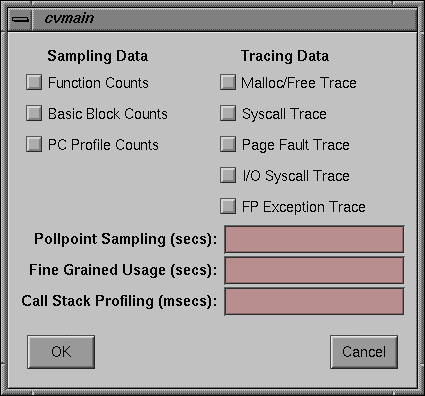 cvmain
Sampling Data
Tracing Data
Function Counts
Malloc/Free Trace
Basic Block Counts
Syscall Trace
PC Profile Counts
Page Fault Trace
I/O Syscall Trace
FP Exception Trace
Pollpoint Sampling (secs):
Fine Grained Usage (secs):
Call Stack Profiling (msecs):
OK
Cancel